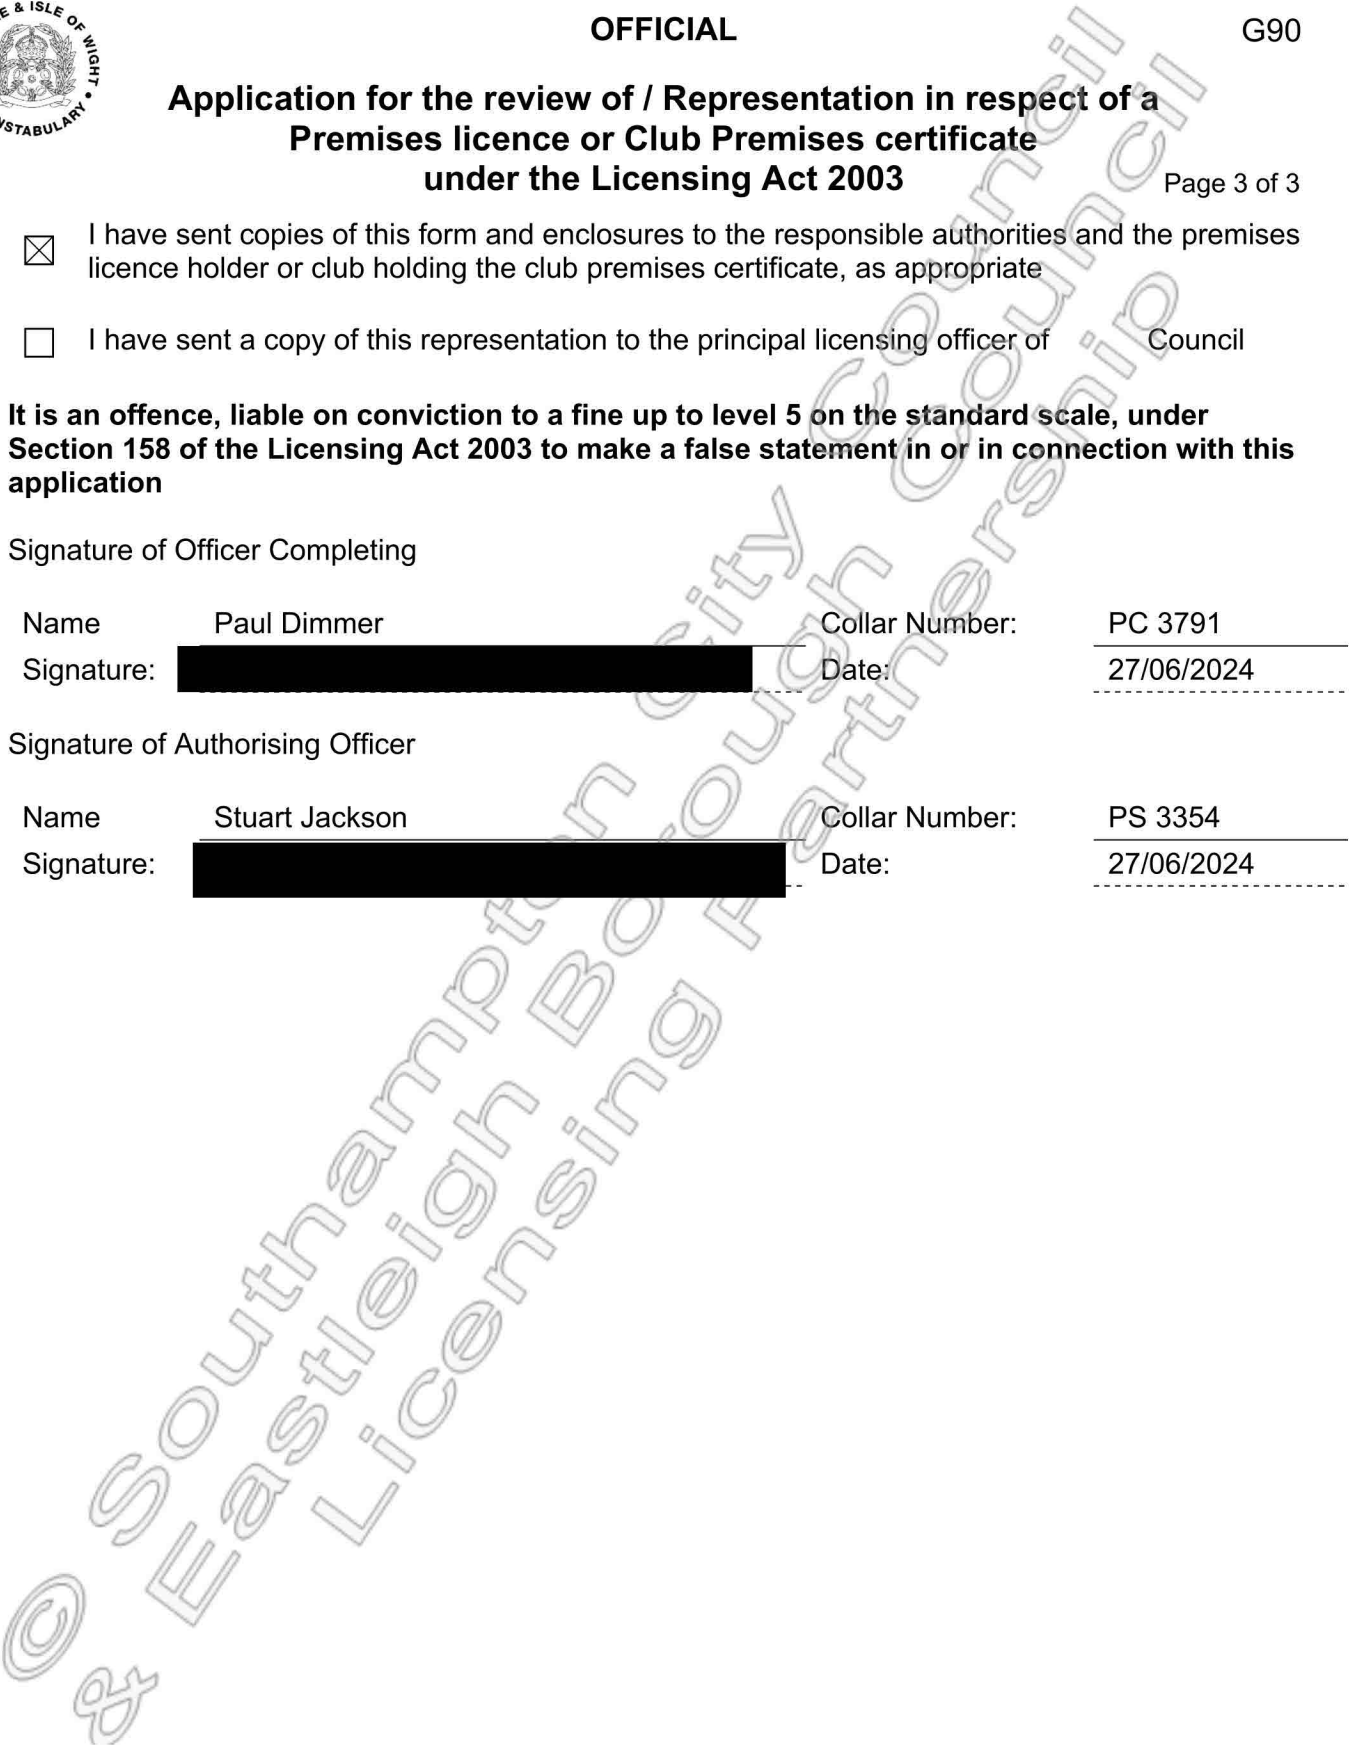 E & ISLE OF WIGHT •
NSTABULARY
OFFICIAL
G90
Application for the review of / Representation in respect of a
Premises licence or Club Premises certificate
under the Licensing Act 2003
Page 3 of 3
I have sent copies of this form and enclosures to the responsible authorities and the premises
licence holder or club holding the club premises certificate, as appropriate
I have sent a copy of this representation to the principal licensing officer of Council
It is an offence, liable on conviction to a fine up to level 5 on the standard scale, under
Section 158 of the Licensing Act 2003 to make a false statement in or in connection with this
application
Signature of Officer Completing
Name Paul Dimmer Collar Number: PC 3791
Signature: Date: 27/06/2024
Signature of Authorising Officer
Name Stuart Jackson Collar Number: PS 3354
Signature: Date: 27/06/2024
© Southampton City Council
& Eastleigh Borough Council
Licensing Partnership